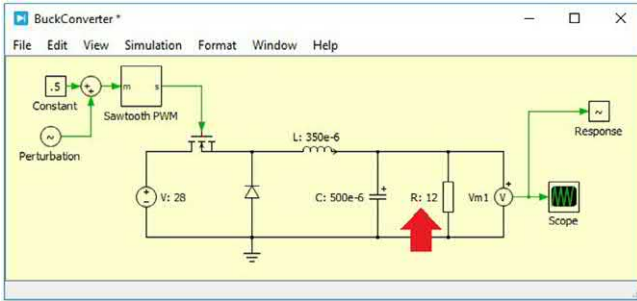 BuckConverter *
File Edit View Simulation Format Window Help
.5
Constant
m s
Sawtooth PWM
Perturbation
L: 350e-6
V: 28
C: 500e-6
R: 12
Vm1
V
Response
Scope